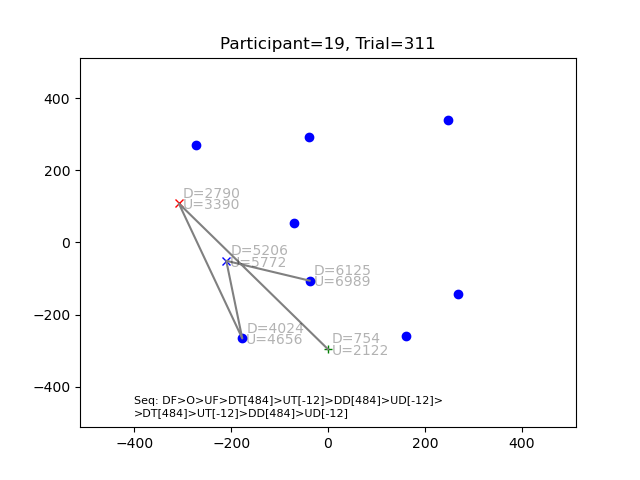 Participant=19, Trial=311
400
200
0
−200
−400
D=2790
U=3390
D=5206
U=5772
D=6125
U=6989
D=4024
U=4656
D=754
U=2122
Seq: DF>O>UF>DT[484]>UT[-12]>DD[484]>UD[-12]>
>DT[484]>UT[-12]>DD[484]>UD[-12]
−400
−200
0
200
400